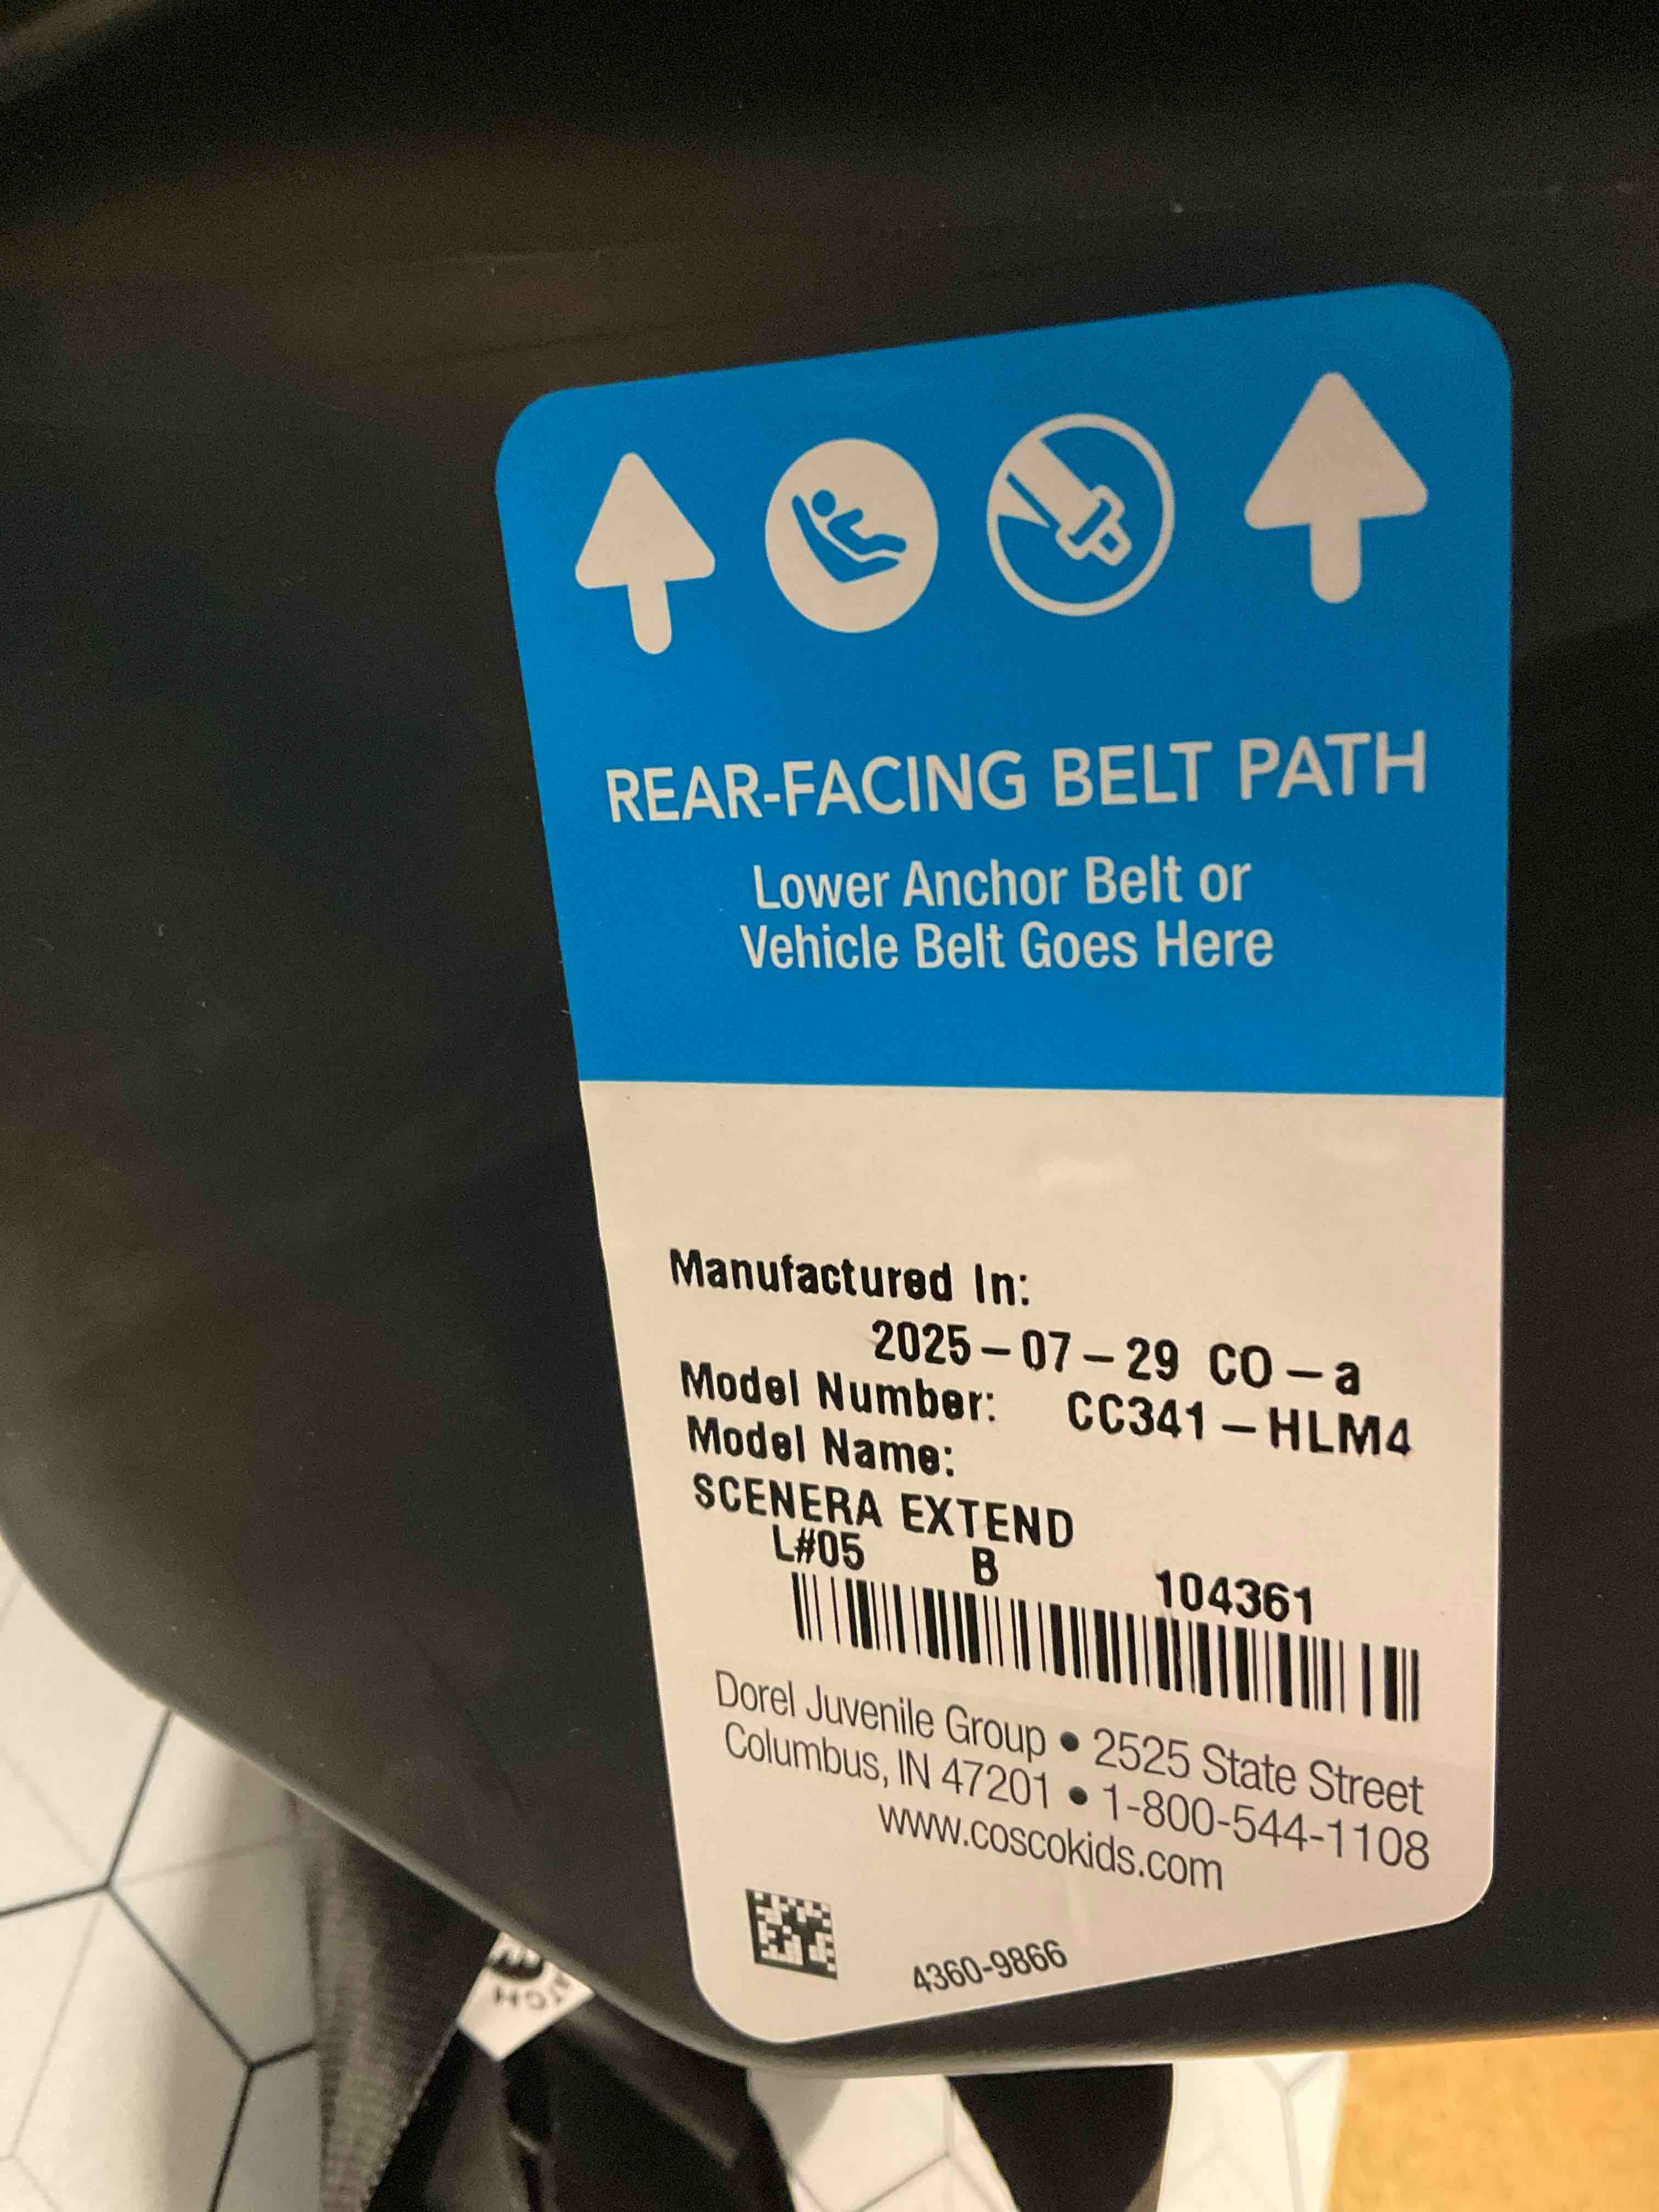 REAR-FACING BELT PATH
Lower Anchor Belt or
Vehicle Belt Goes Here
Manufactured In:
2025-07-29 CO-a
Model Number: CC341-HLM4
Model Name:
SCENERA EXTEND
L#05 B 104361
Dorel Juvenile Group • 2525 State Street
Columbus, IN 47201 • 1-800-544-1108
www.coscokids.com
4360-9866